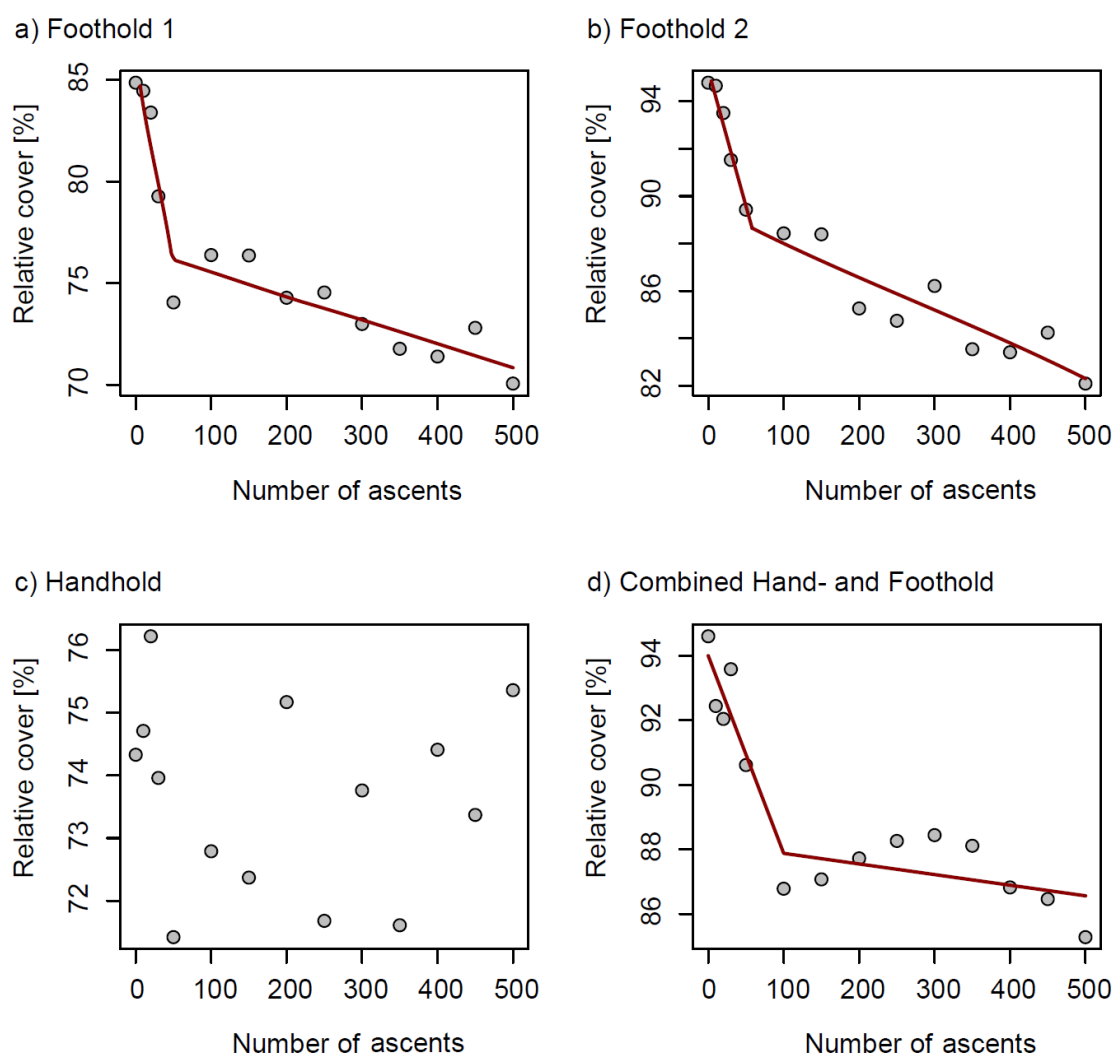 a) Foothold 1
Relative cover [%]
85
80
75
70
0 100 200 300 400 500
Number of ascents
b) Foothold 2
Relative cover [%]
94
90
86
82
0 100 200 300 400 500
Number of ascents
c) Handhold
Relative cover [%]
76
75
74
73
72
0 100 200 300 400 500
Number of ascents
d) Combined Hand- and Foothold
Relative cover [%]
94
92
90
88
86
0 100 200 300 400 500
Number of ascents